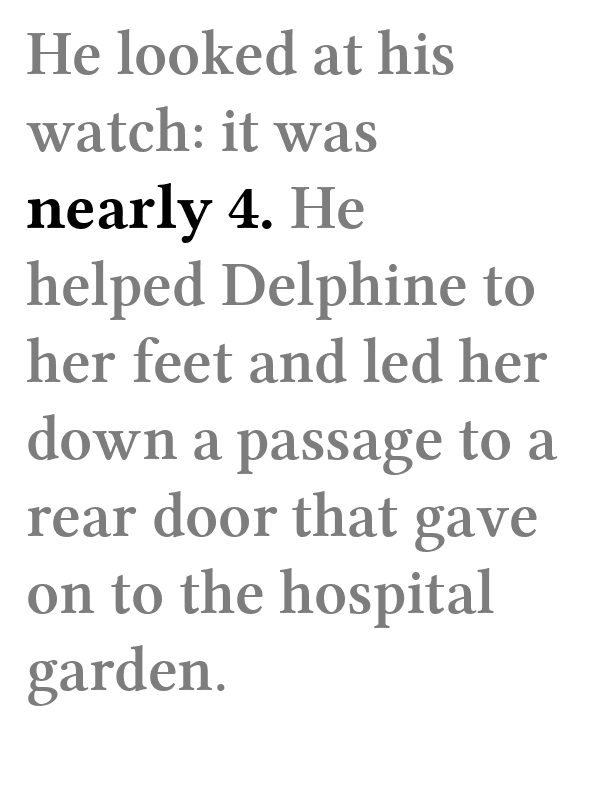 He looked at his
watch: it was
nearly 4. He
helped Delphine to
her feet and led her
down a passage to a
rear door that gave
on to the hospital
garden.